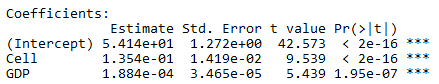 Coefficients:
Estimate Std. Error t value Pr(>|t|)
(Intercept) 5.414e+01 1.272e+00 42.573 < 2e-16 ***
Cell 1.354e-01 1.419e-02 9.539 < 2e-16 ***
GDP 1.884e-04 3.465e-05 5.439 1.95e-07 ***